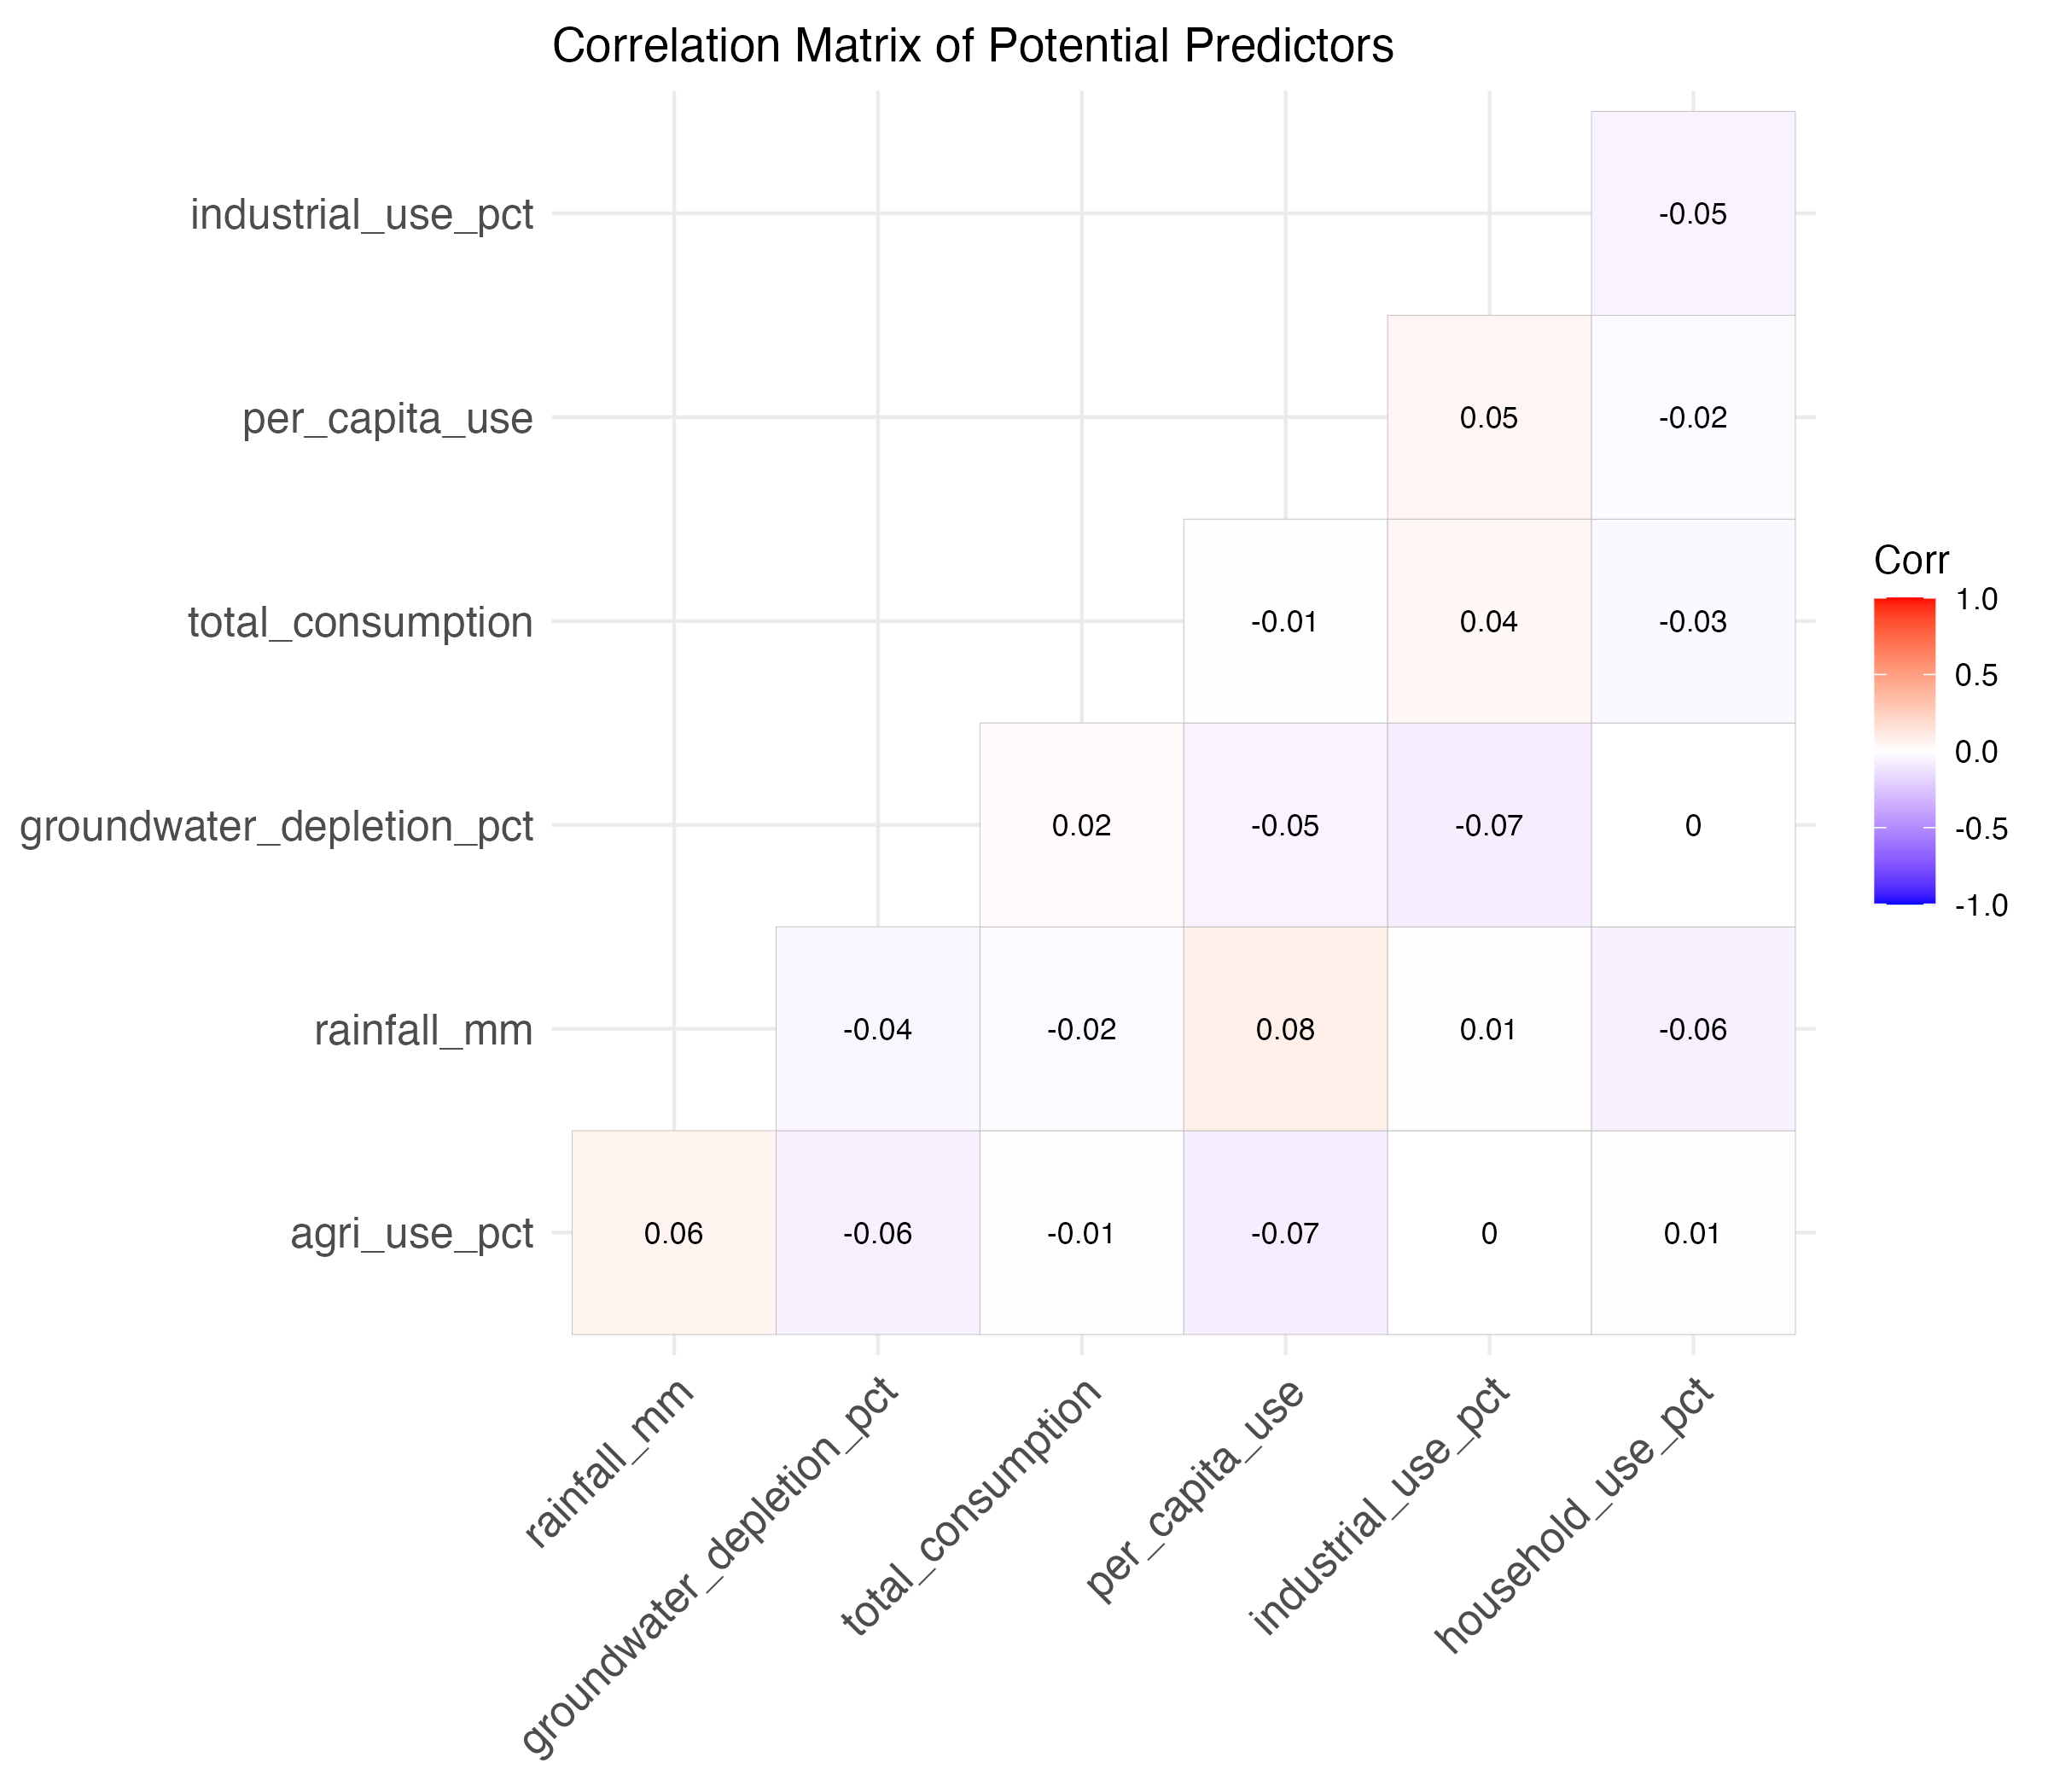 Correlation Matrix of Potential Predictors
industrial_use_pct
-0.05
per_capita_use
0.05
-0.02
total_consumption
-0.01
0.04
-0.03
groundwater_depletion_pct
0.02
-0.05
-0.07
0
rainfall_mm
-0.04
-0.02
0.08
0.01
-0.06
agri_use_pct
0.06
-0.06
-0.01
-0.07
0
0.01
rainfall_mm
groundwater_depletion_pct
total_consumption
per_capita_use
industrial_use_pct
household_use_pct
Corr
1.0
0.5
0.0
-0.5
-1.0